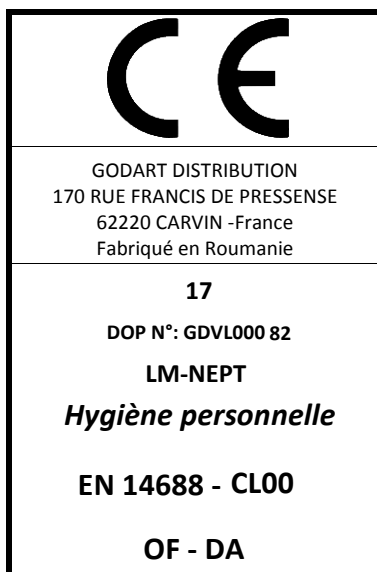 CE
GODART DISTRIBUTION
170 RUE FRANCIS DE PRESSENSE
62220 CARVIN -France
Fabriqué en Roumanie
17
DOP N°: GDVL000 82
LM-NEPT
Hygiène personnelle
EN 14688 - CL00
OF - DA